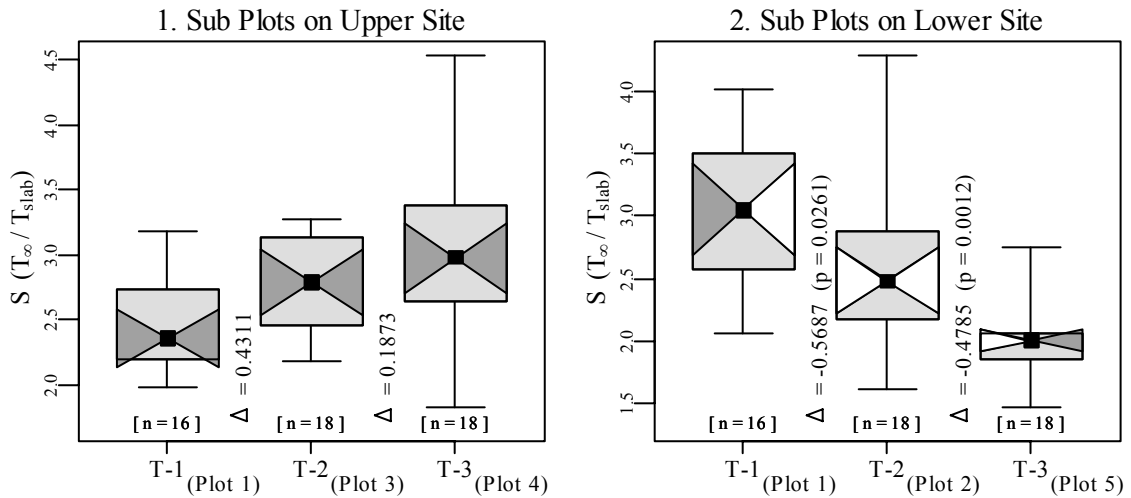 1. Sub Plots on Upper Site
S (T∞ / Tslab)
4.5
4.0
3.5
3.0
2.5
2.0
Δ = 0.4311
Δ = 0.1873
[ n = 16 ]
[ n = 18 ]
[ n = 18 ]
T-1 (Plot 1)
T-2 (Plot 3)
T-3 (Plot 4)
2. Sub Plots on Lower Site
S (T∞ / Tslab)
4.0
3.5
3.0
2.5
2.0
1.5
Δ = -0.5687 (p = 0.0261)
Δ = -0.4785 (p = 0.0012)
[ n = 16 ]
[ n = 18 ]
[ n = 18 ]
T-1 (Plot 1)
T-2 (Plot 2)
T-3 (Plot 5)